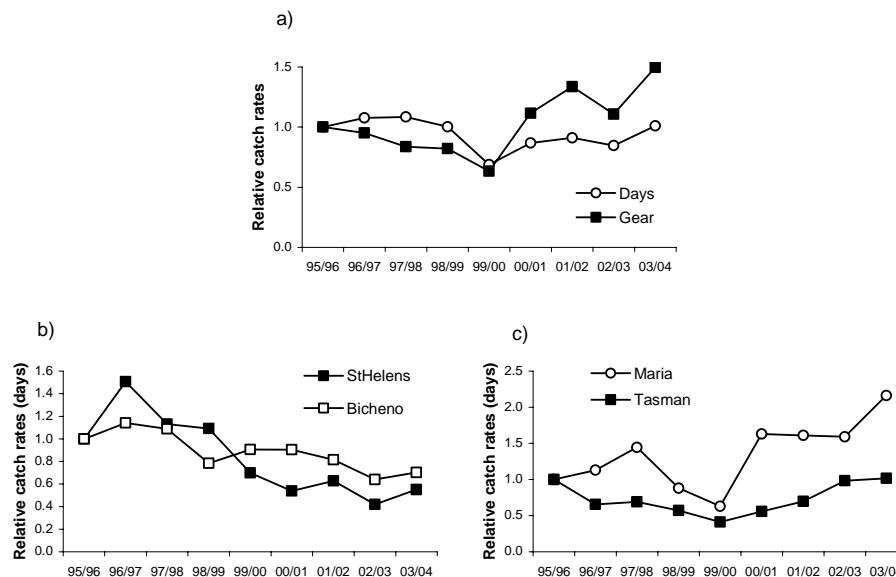 a)
Relative catch rates
1.5
1.0
0.5
0.0
Days
Gear
95/96 96/97 97/98 98/99 99/00 00/01 01/02 02/03 03/04
b)
Relative catch rates (days)
1.6
1.4
1.2
1.0
0.8
0.6
0.4
0.2
0.0
StHelens
Bicheno
95/96 96/97 97/98 98/99 99/00 00/01 01/02 02/03 03/04
c)
Relative catch rates (days)
2.5
2.0
1.5
1.0
0.5
0.0
Maria
Tasman
95/96 96/97 97/98 98/99 99/00 00/01 01/02 02/03 03/0